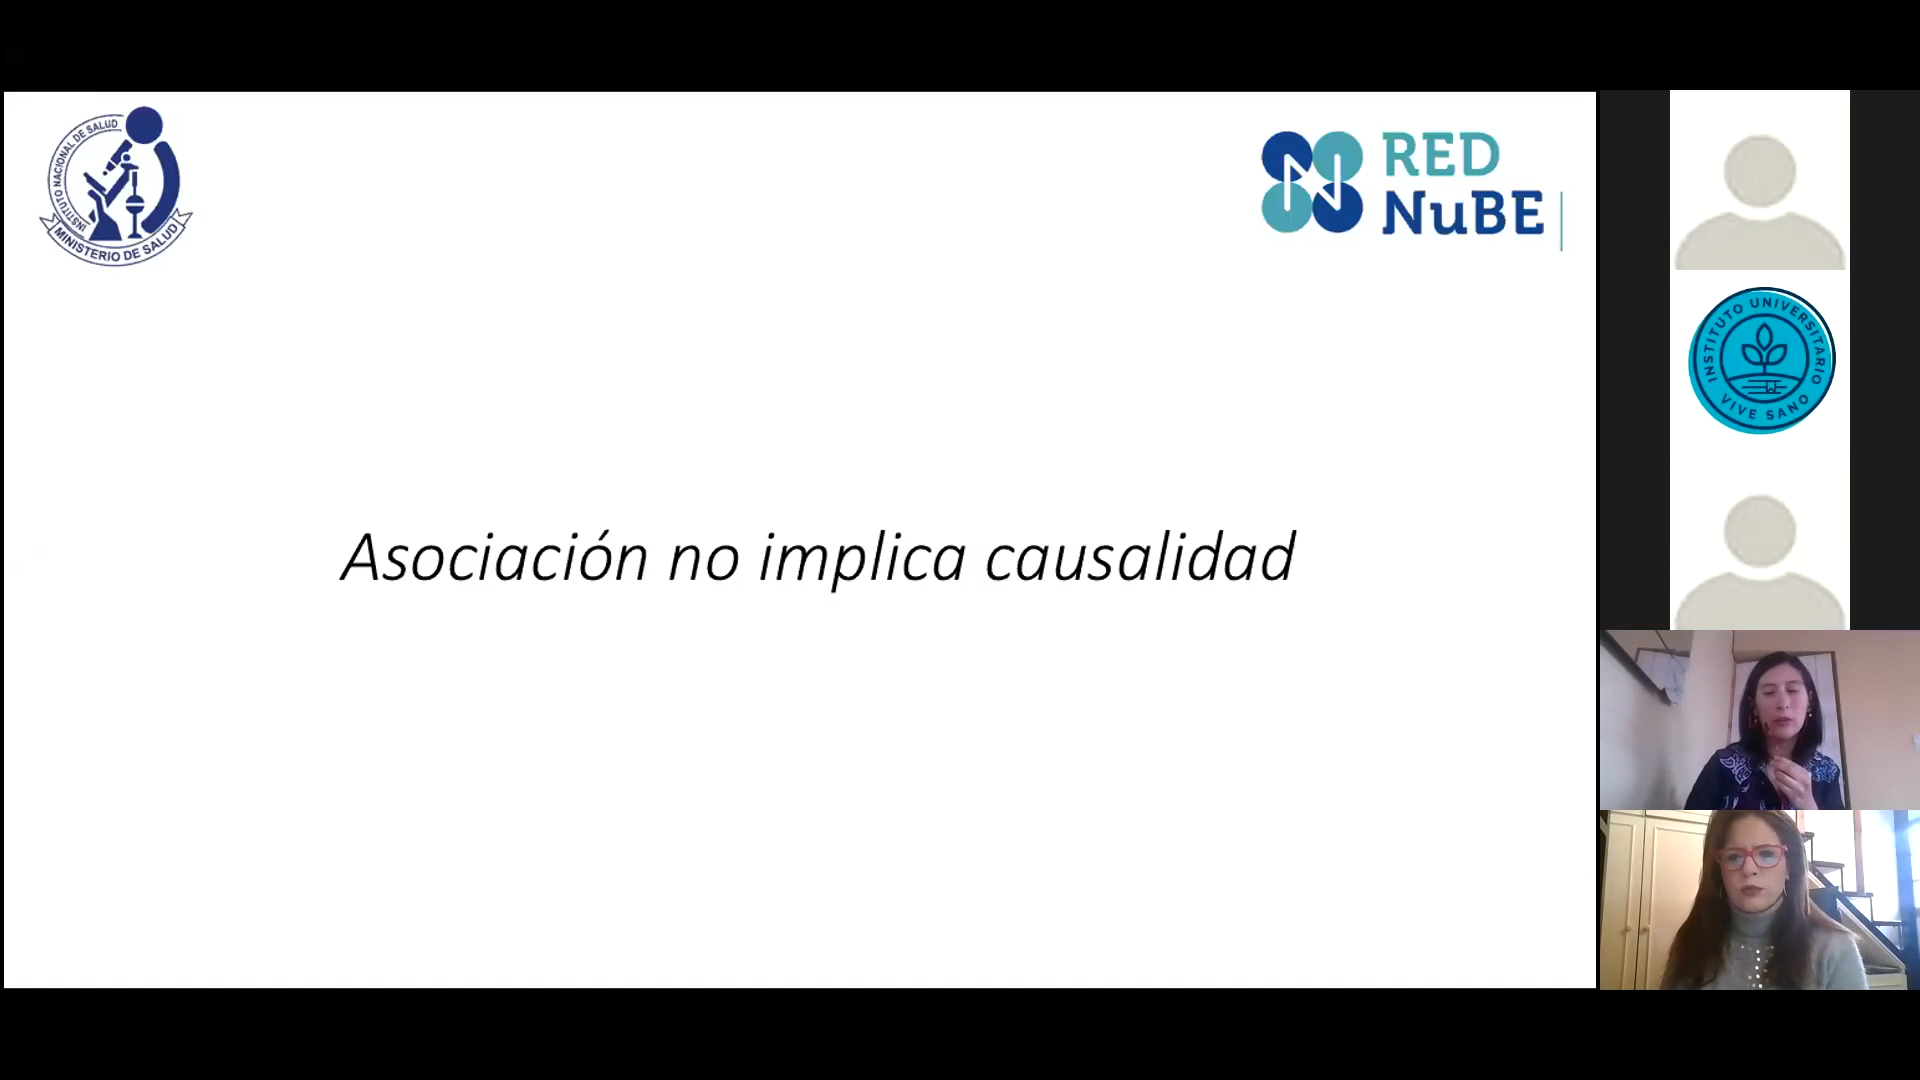 INSTITUTO NACIONAL DE SALUD
MINISTERIO DE SALUD
RED
NuBE
Asociación no implica causalidad
INSTITUTO UNIVERSITARIO
VIVE SANO